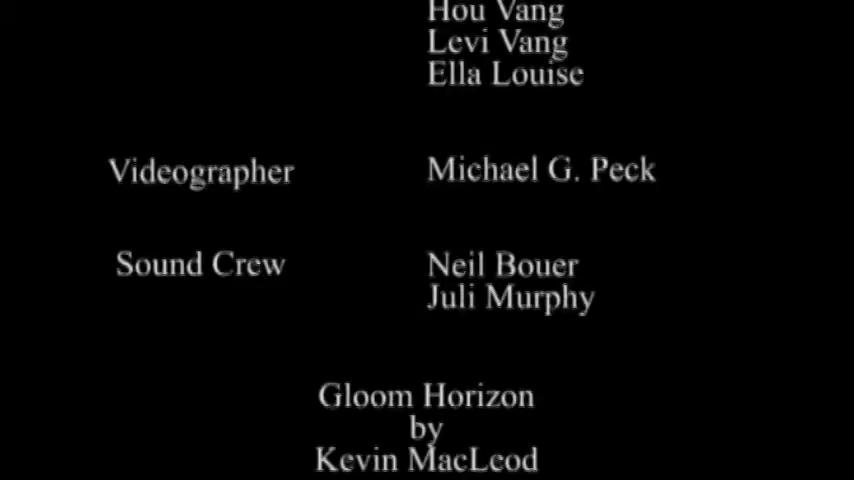 Hou Vang
Levi Vang
Ella Louise
Videographer Michael G. Peck
Sound Crew Neil Bouer
Juli Murphy
Gloom Horizon
by
Kevin MacLeod